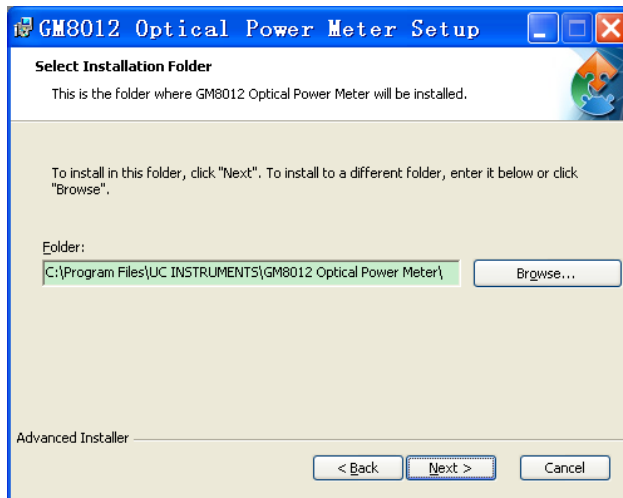 GM8012 Optical Power Meter Setup
Select Installation Folder
This is the folder where GM8012 Optical Power Meter will be installed.
To install in this folder, click "Next". To install to a different folder, enter it below or click
"Browse".
Folder:
C:\Program Files\UC INSTRUMENTS\GM8012 Optical Power Meter\
Browse...
Advanced Installer
< Back
Next >
Cancel